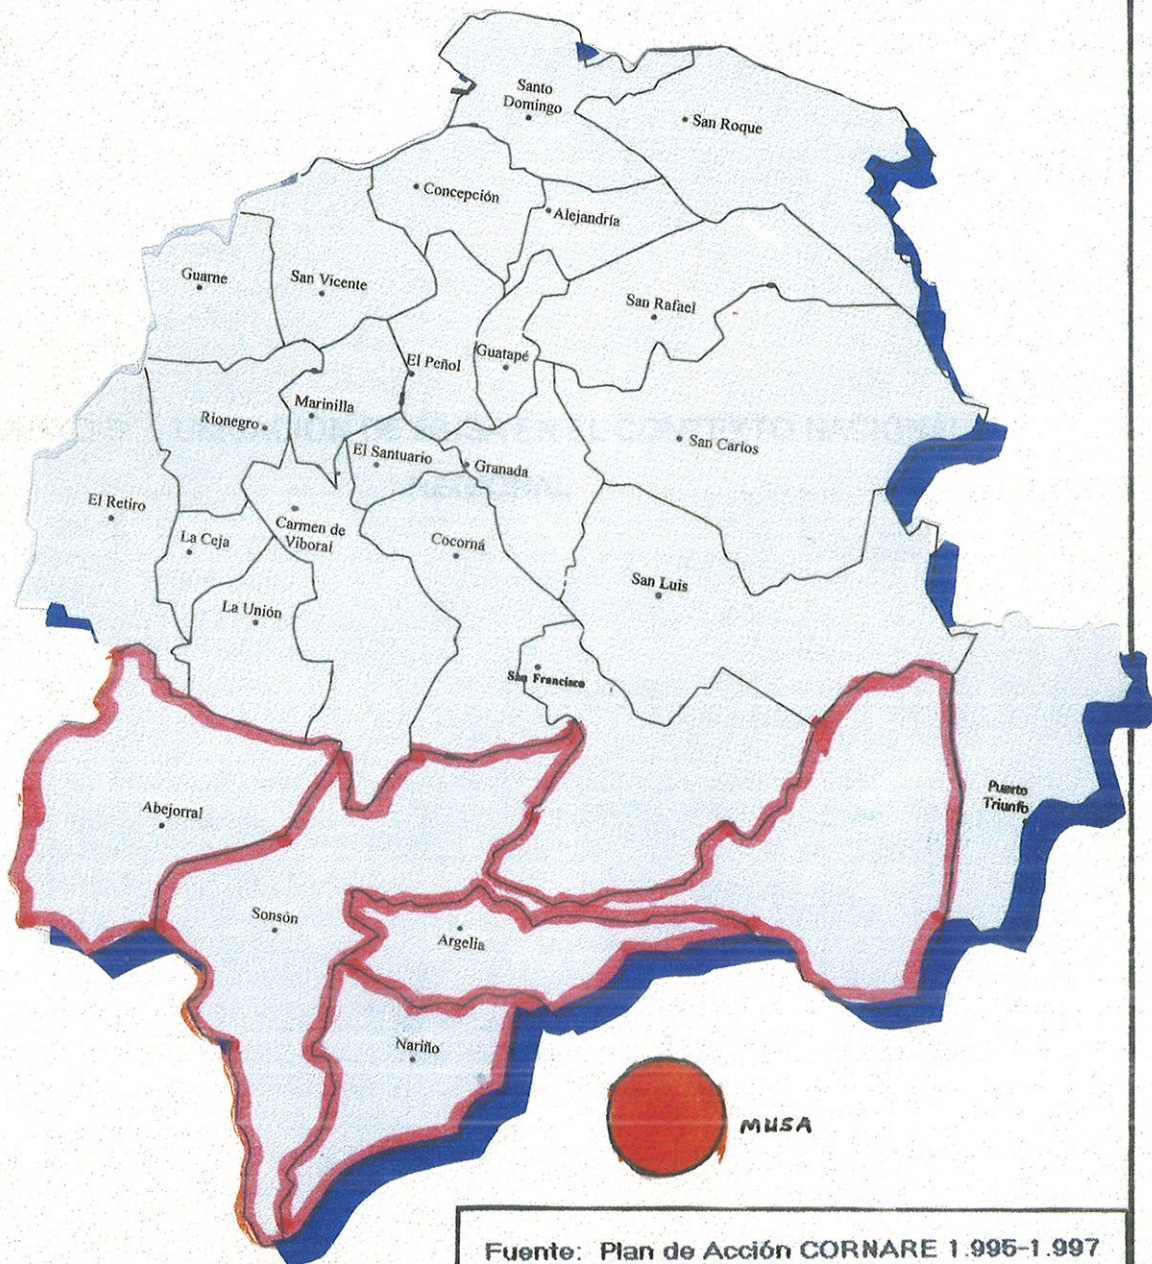 Santo
Domingo
San Roque
Concepción
Alejandría
Guarne
San Vicente
San Rafael
El Peñol
Guatapé
Marinilla
Rionegro
San Carlos
El Santuario
Granada
El Retiro
Carmen de
Viboral
La Ceja
Cocorná
San Luis
La Unión
San Francisco
Puerto
Triunfo
Abejorral
Sonsón
Argelia
Nariño
MUSA
Fuente: Plan de Acción CORNARE 1.995-1.997